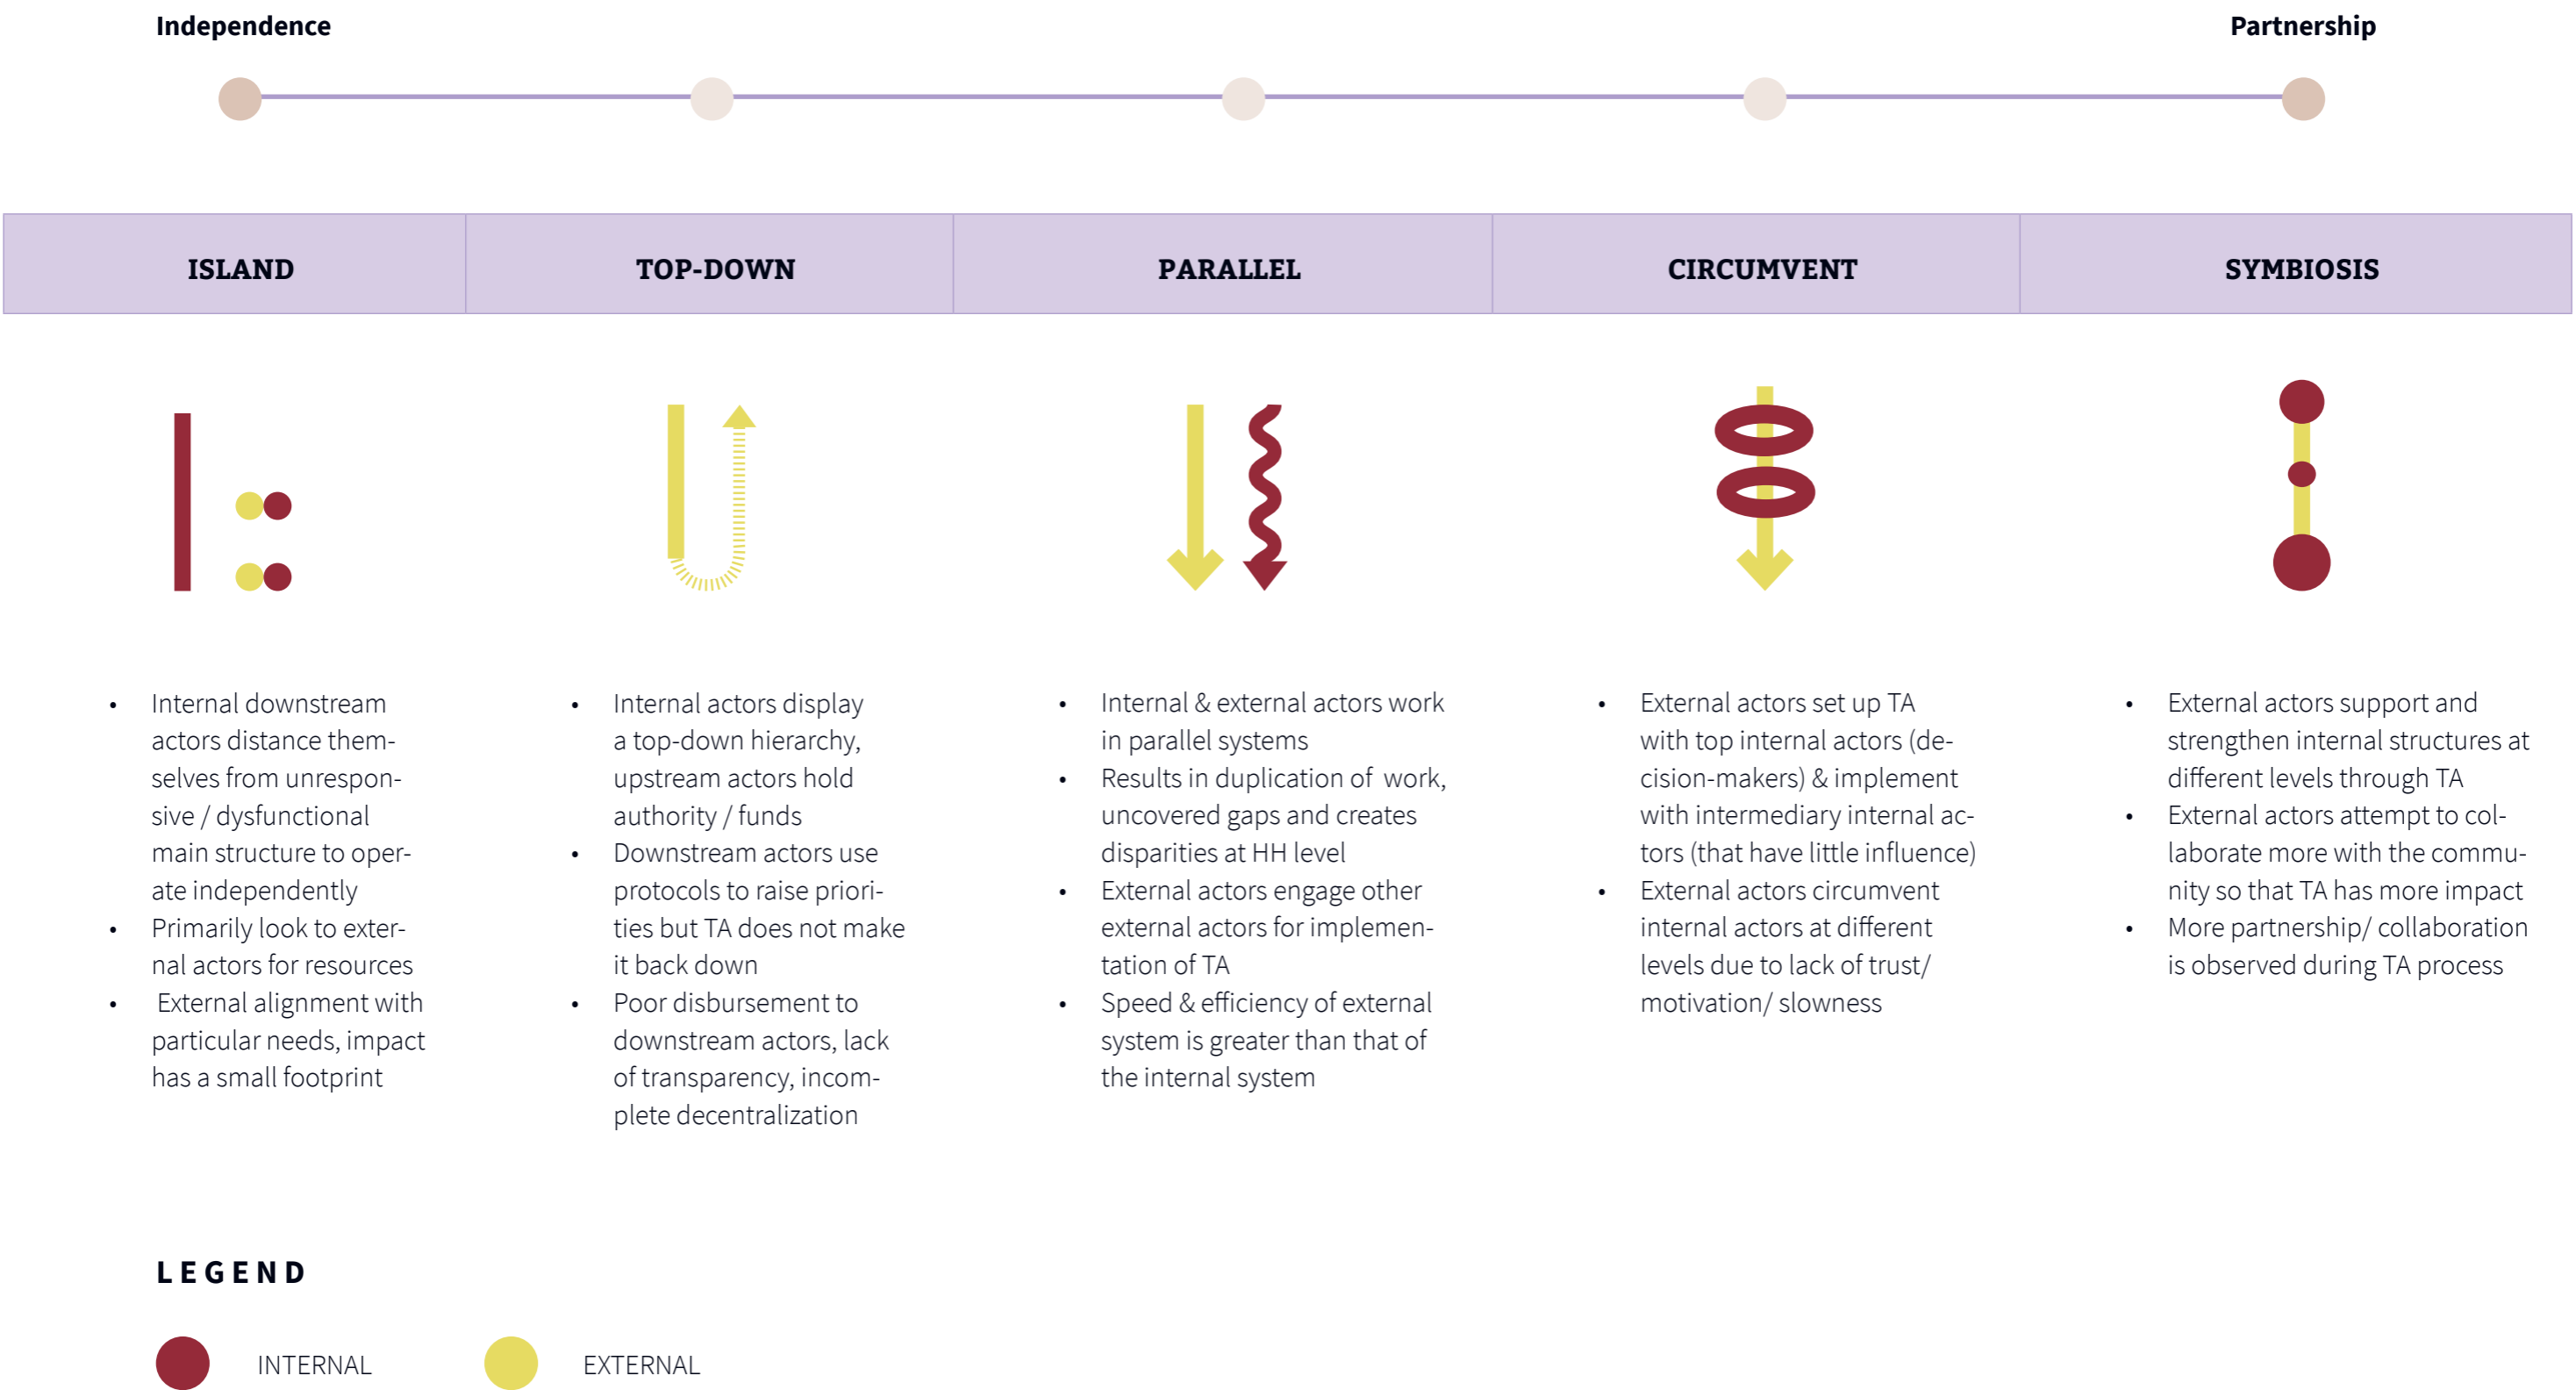 Independence
Partnership
ISLAND
TOP-DOWN
PARALLEL
CIRCUMVENT
SYMBIOSIS
• Internal downstream
actors distance them-
selves from unrespon-
sive / dysfunctional
main structure to oper-
ate independently
• Primarily look to exter-
nal actors for resources
• External alignment with
particular needs, impact
has a small footprint
• Internal actors display
a top-down hierarchy,
upstream actors hold
authority / funds
• Downstream actors use
protocols to raise priori-
ties but TA does not make
it back down
• Poor disbursement to
downstream actors, lack
of transparency, incom-
plete decentralization
• Internal & external actors work
in parallel systems
• Results in duplication of work,
uncovered gaps and creates
disparities at HH level
• External actors engage other
external actors for implemen-
tation of TA
• Speed & efficiency of external
system is greater than that of
the internal system
• External actors set up TA
with top internal actors (de-
cision-makers) & implement
with intermediary internal ac-
tors (that have little influence)
• External actors circumvent
internal actors at different
levels due to lack of trust/
motivation/ slowness
• External actors support and
strengthen internal structures at
different levels through TA
• External actors attempt to col-
laborate more with the commu-
nity so that TA has more impact
• More partnership/ collaboration
is observed during TA process
LEGEND
INTERNAL
EXTERNAL